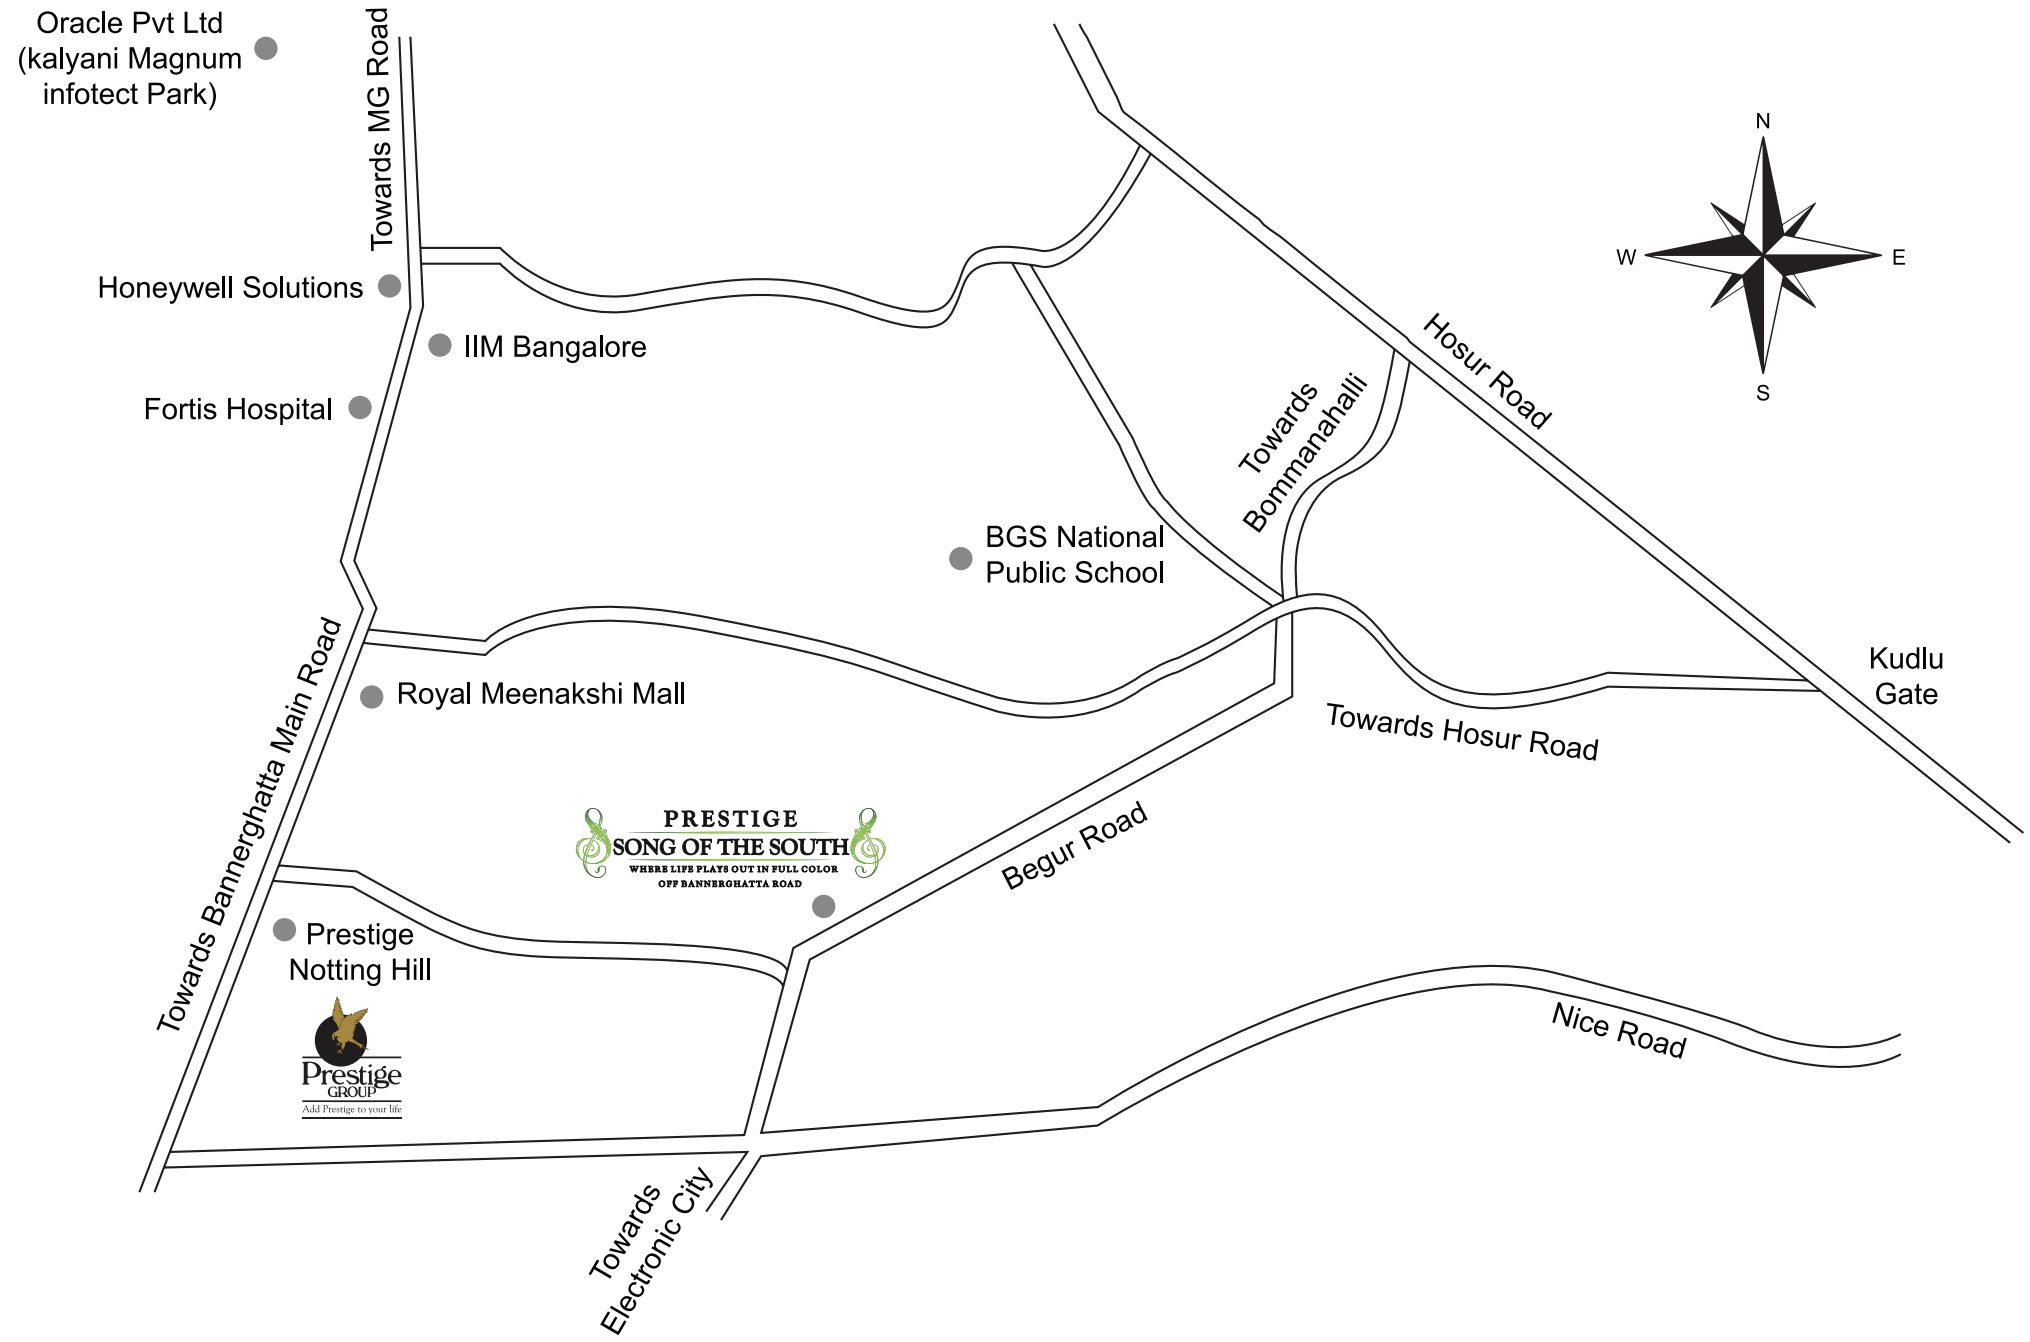 Oracle Pvt Ltd
(kalyani Magnum
infotect Park)
Towards MG Road
N
W
E
S
Honeywell Solutions
IIM Bangalore
Fortis Hospital
Hosur Road
Towards
Bommanahalli
BGS National
Public School
Towards Bannerghatta Main Road
Royal Meenakshi Mall
Kudlu
Gate
Towards Hosur Road
PRESTIGE
SONG OF THE SOUTH
WHERE LIFE PLAYS OUT IN FULL COLOR
OFF BANNERGHATTA ROAD
Begur Road
Prestige
Notting Hill
Nice Road
Prestige
GROUP
Add Prestige to your life
Towards
Electronic City